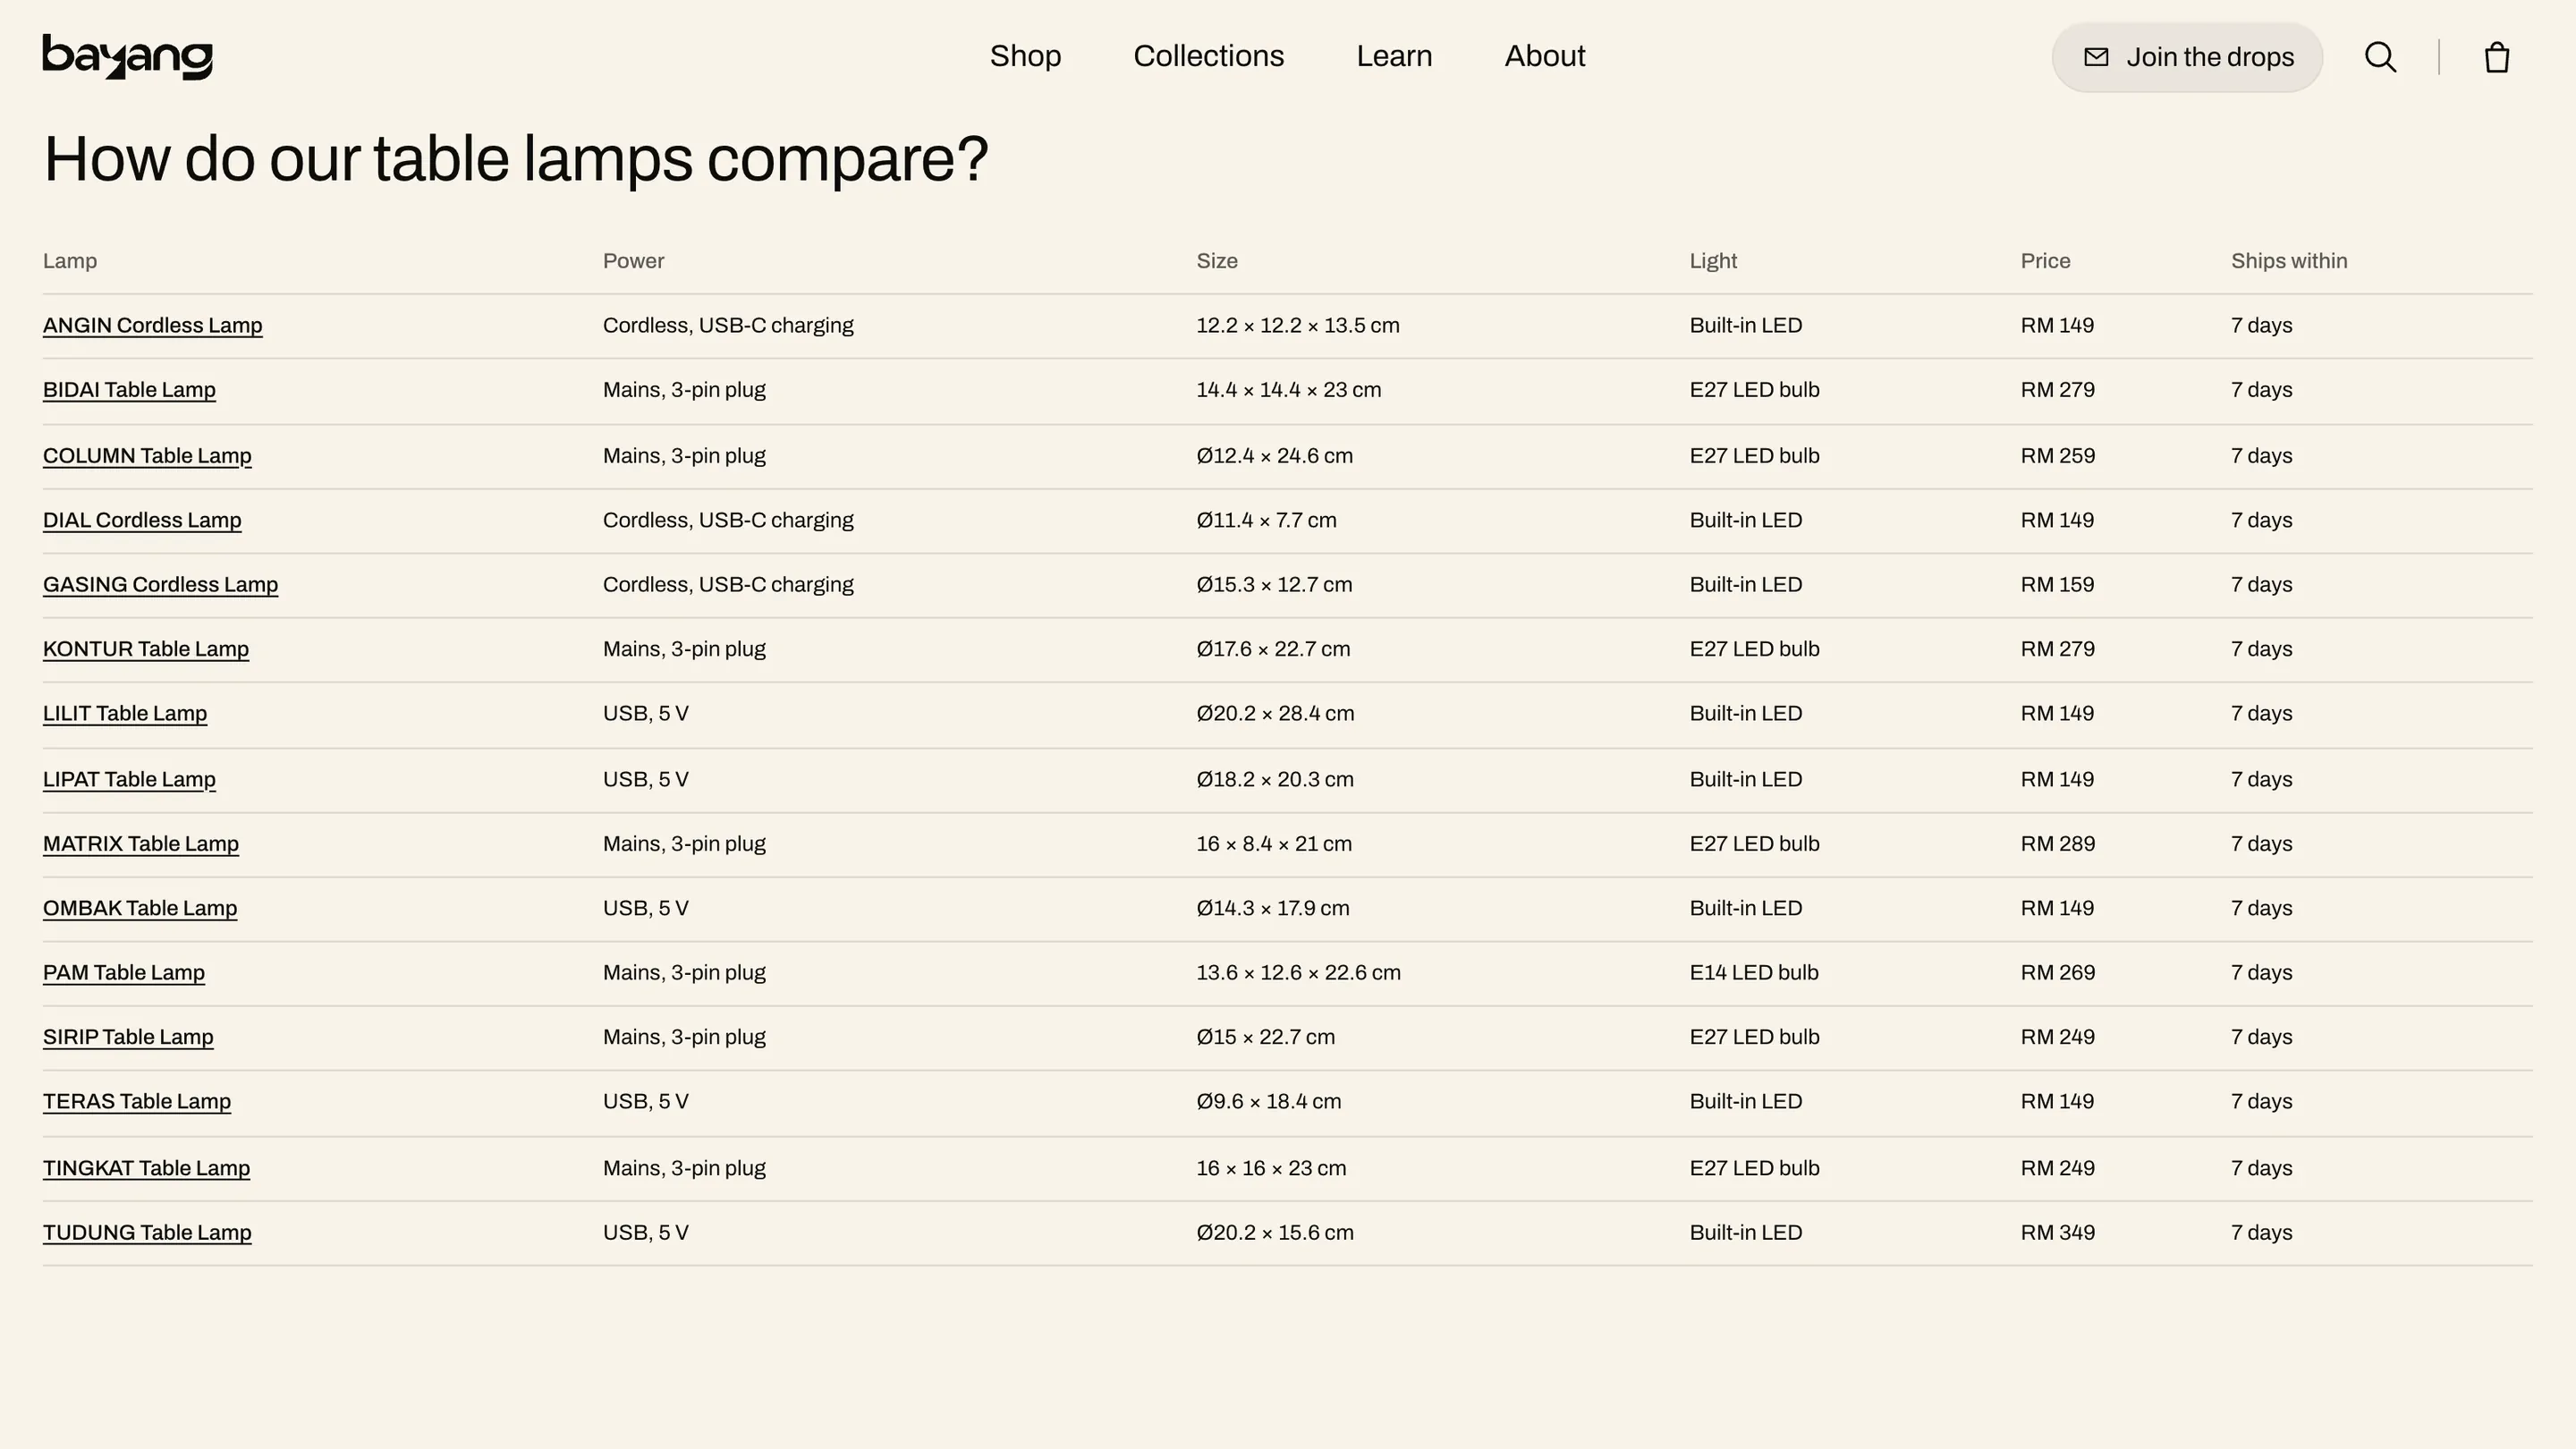 bayang Shop Collections Learn About Join the drops
How do our table lamps compare?
Lamp Power Size Light Price Ships within
ANGIN Cordless Lamp Cordless, USB-C charging 12.2 × 12.2 × 13.5 cm Built-in LED RM 149 7 days
BIDAI Table Lamp Mains, 3-pin plug 14.4 × 14.4 × 23 cm E27 LED bulb RM 279 7 days
COLUMN Table Lamp Mains, 3-pin plug Ø12.4 × 24.6 cm E27 LED bulb RM 259 7 days
DIAL Cordless Lamp Cordless, USB-C charging Ø11.4 × 7.7 cm Built-in LED RM 149 7 days
GASING Cordless Lamp Cordless, USB-C charging Ø15.3 × 12.7 cm Built-in LED RM 159 7 days
KONTUR Table Lamp Mains, 3-pin plug Ø17.6 × 22.7 cm E27 LED bulb RM 279 7 days
LILIT Table Lamp USB, 5 V Ø20.2 × 28.4 cm Built-in LED RM 149 7 days
LIPAT Table Lamp USB, 5 V Ø18.2 × 20.3 cm Built-in LED RM 149 7 days
MATRIX Table Lamp Mains, 3-pin plug 16 × 8.4 × 21 cm E27 LED bulb RM 289 7 days
OMBAK Table Lamp USB, 5 V Ø14.3 × 17.9 cm Built-in LED RM 149 7 days
PAM Table Lamp Mains, 3-pin plug 13.6 × 12.6 × 22.6 cm E14 LED bulb RM 269 7 days
SIRIP Table Lamp Mains, 3-pin plug Ø15 × 22.7 cm E27 LED bulb RM 249 7 days
TERAS Table Lamp USB, 5 V Ø9.6 × 18.4 cm Built-in LED RM 149 7 days
TINGKAT Table Lamp Mains, 3-pin plug 16 × 16 × 23 cm E27 LED bulb RM 249 7 days
TUDUNG Table Lamp USB, 5 V Ø20.2 × 15.6 cm Built-in LED RM 349 7 days